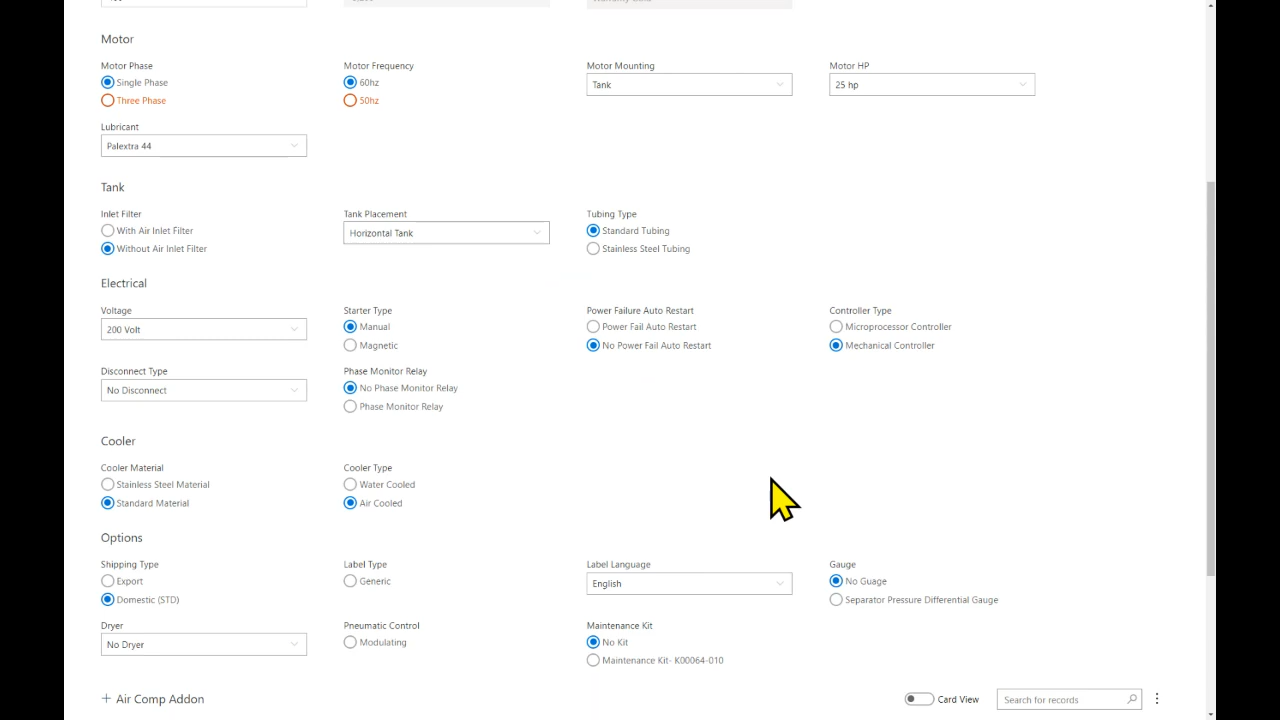 Motor
Motor Phase
Single Phase
Three Phase
Motor Frequency
60hz
50hz
Motor Mounting
Tank
Motor HP
25 hp
Lubricant
Palextra 44
Tank
Inlet Filter
With Air Inlet Filter
Without Air Inlet Filter
Tank Placement
Horizontal Tank
Tubing Type
Standard Tubing
Stainless Steel Tubing
Electrical
Voltage
200 Volt
Starter Type
Manual
Magnetic
Power Failure Auto Restart
Power Fail Auto Restart
No Power Fail Auto Restart
Controller Type
Microprocessor Controller
Mechanical Controller
Disconnect Type
No Disconnect
Phase Monitor Relay
No Phase Monitor Relay
Phase Monitor Relay
Cooler
Cooler Material
Stainless Steel Material
Standard Material
Cooler Type
Water Cooled
Air Cooled
Options
Shipping Type
Export
Domestic (STD)
Label Type
Generic
Label Language
English
Gauge
No Guage
Separator Pressure Differential Gauge
Dryer
No Dryer
Pneumatic Control
Modulating
Maintenance Kit
No Kit
Maintenance Kit- K00064-010
+ Air Comp Addon
Card View
Search for records